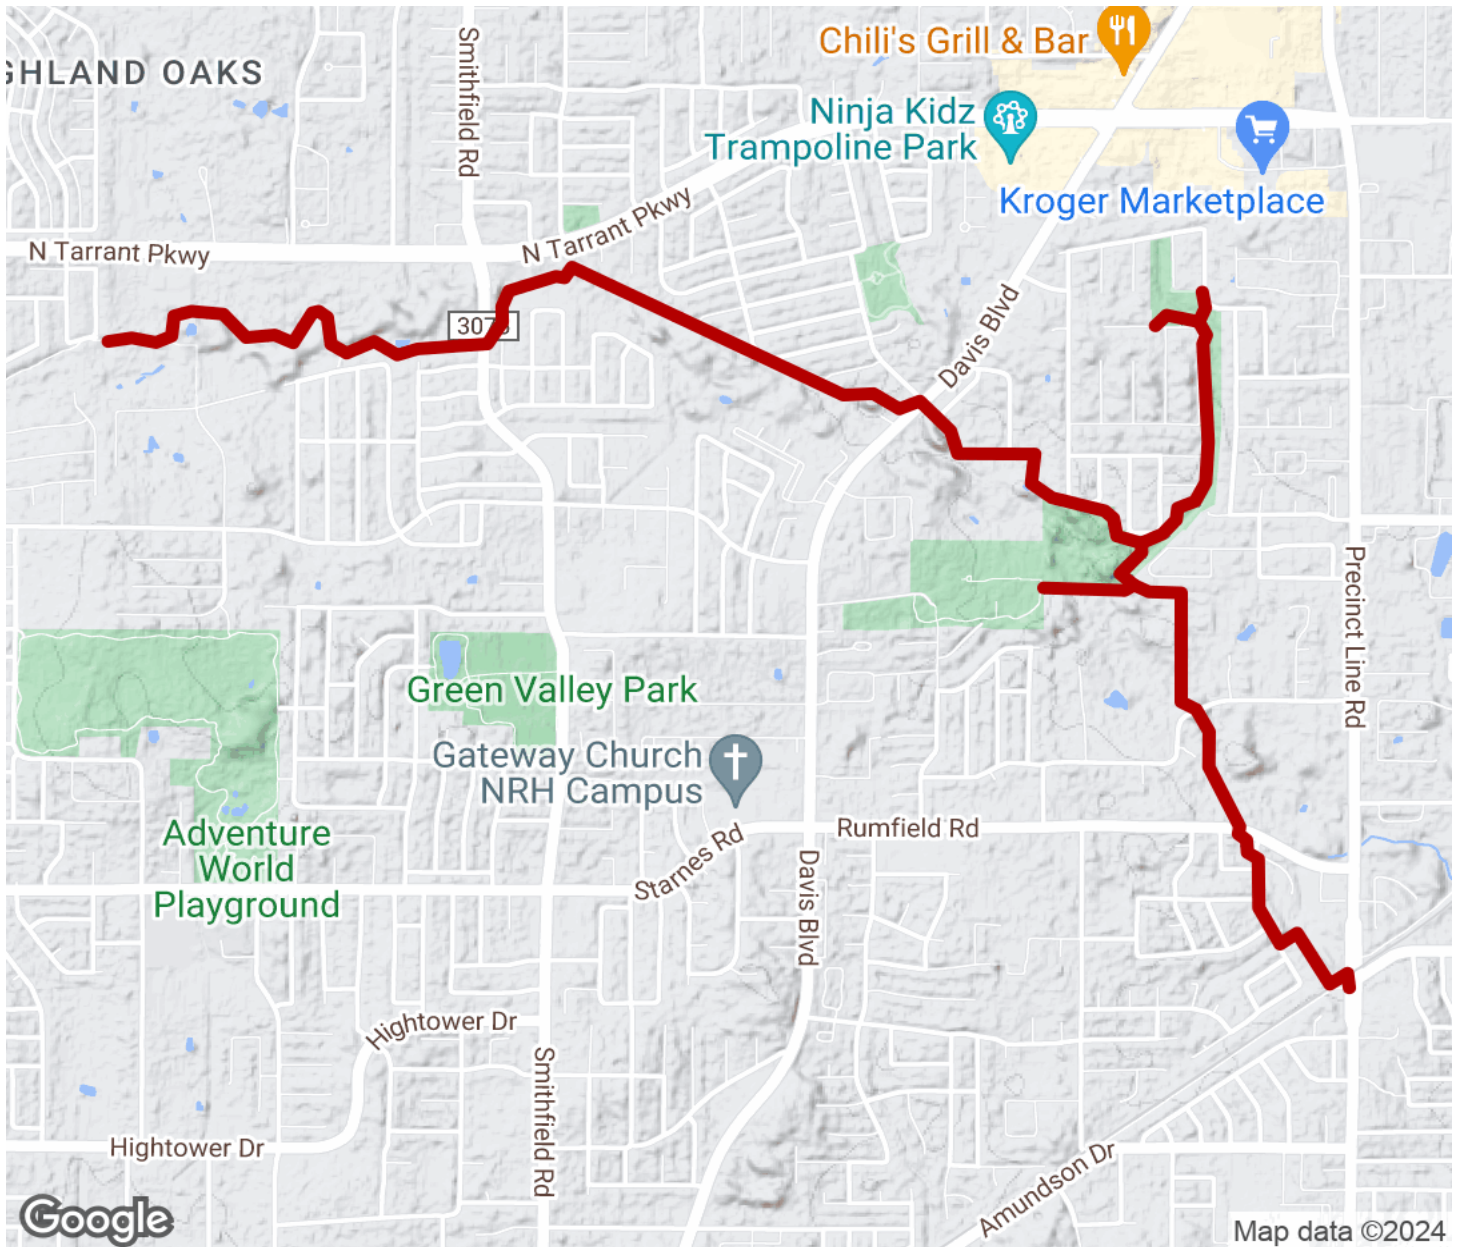 Chili's Grill & Bar
Smithfield Rd
GHLAND OAKS
Ninja Kidz
Trampoline Park
Kroger Marketplace
N Tarrant Pkwy
N Tarrant Pkwy
Davis Blvd
Precinct Line Rd
Green Valley Park
Gateway Church
NRH Campus
Adventure
World
Playground
Starnes Rd
Rumfield Rd
Davis Blvd
Hightower Dr
Smithfield Rd
Hightower Dr
Amundson Dr
Google
Map data ©2024